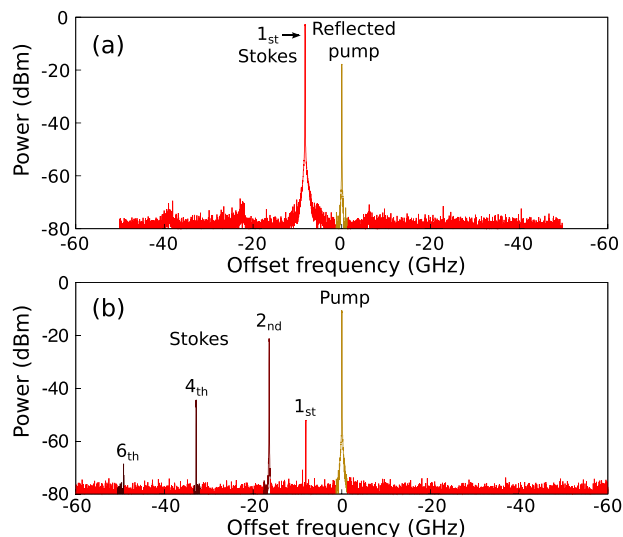 (a)
1st
Stokes
Reflected
pump
Power (dBm)
0
-20
-40
-60
-80
-60 -40 -20 0 -20 -40 -60
Offset frequency (GHz)
(b)
Pump
2nd
Stokes
4th
1st
6th
Power (dBm)
0
-20
-40
-60
-80
-60 -40 -20 0 -20 -40 -60
Offset frequency (GHz)